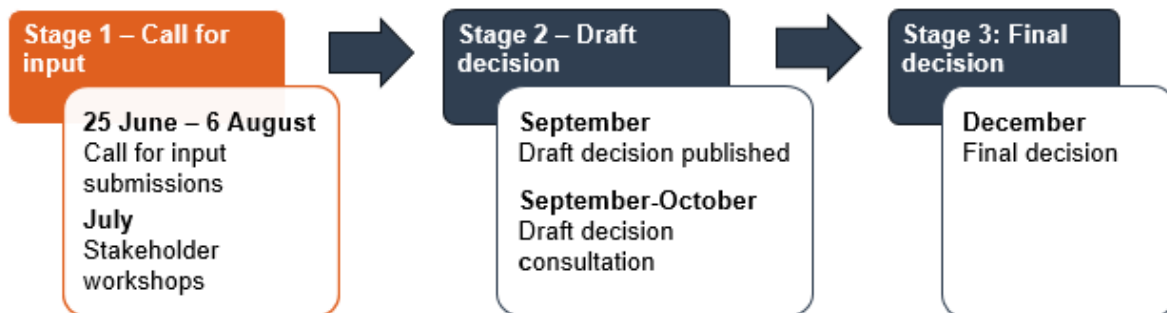 Stage 1 – Call for
input
25 June – 6 August
Call for input
submissions
July
Stakeholder
workshops
Stage 2 – Draft
decision
September
Draft decision published
September-October
Draft decision
consultation
Stage 3: Final
decision
December
Final decision